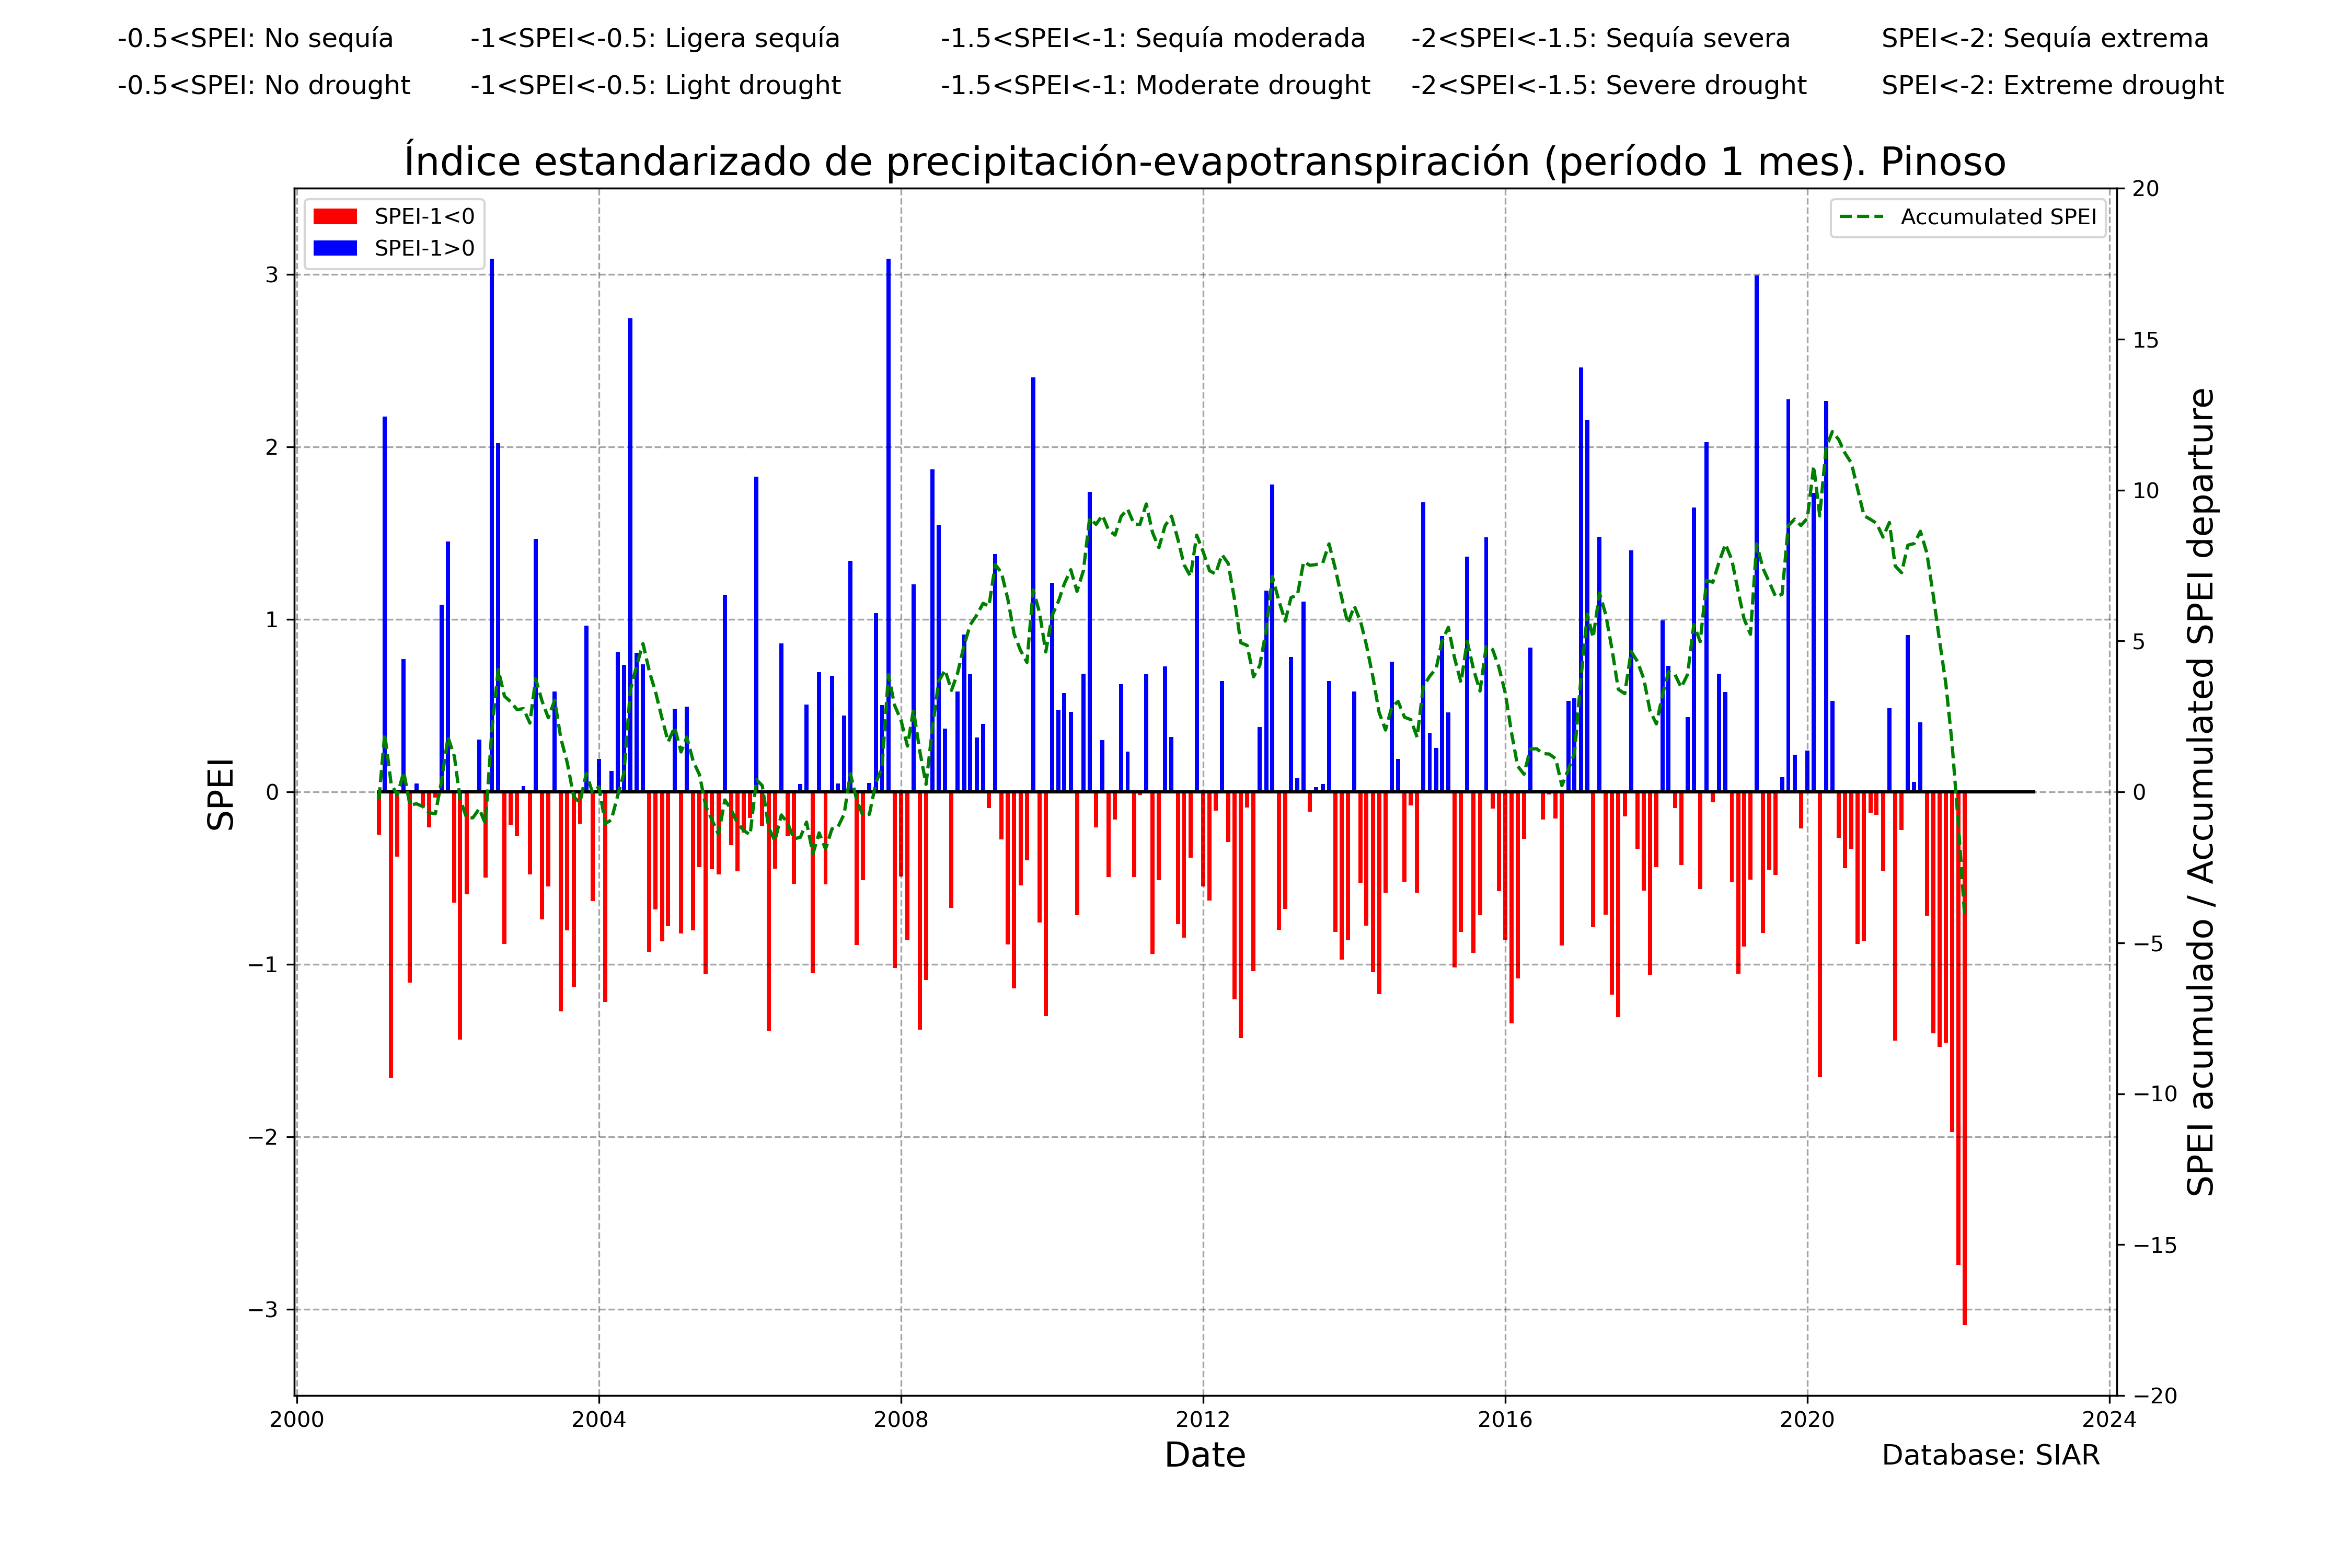 -0.5<SPEI: No sequía -1<SPEI<-0.5: Ligera sequía -1.5<SPEI<-1: Sequía moderada -2<SPEI<-1.5: Sequía severa SPEI<-2: Sequía extrema
-0.5<SPEI: No drought -1<SPEI<-0.5: Light drought -1.5<SPEI<-1: Moderate drought -2<SPEI<-1.5: Severe drought SPEI<-2: Extreme drought
Índice estandarizado de precipitación-evapotranspiración (período 1 mes). Pinoso
SPEI-1<0
SPEI-1>0
Accumulated SPEI
SPEI
3
2
1
0
−1
−2
−3
20
15
10
5
0
−5
−10
−15
−20
SPEI acumulado / Accumulated SPEI departure
2000 2004 2008 2012 2016 2020 2024
Date
Database: SIAR